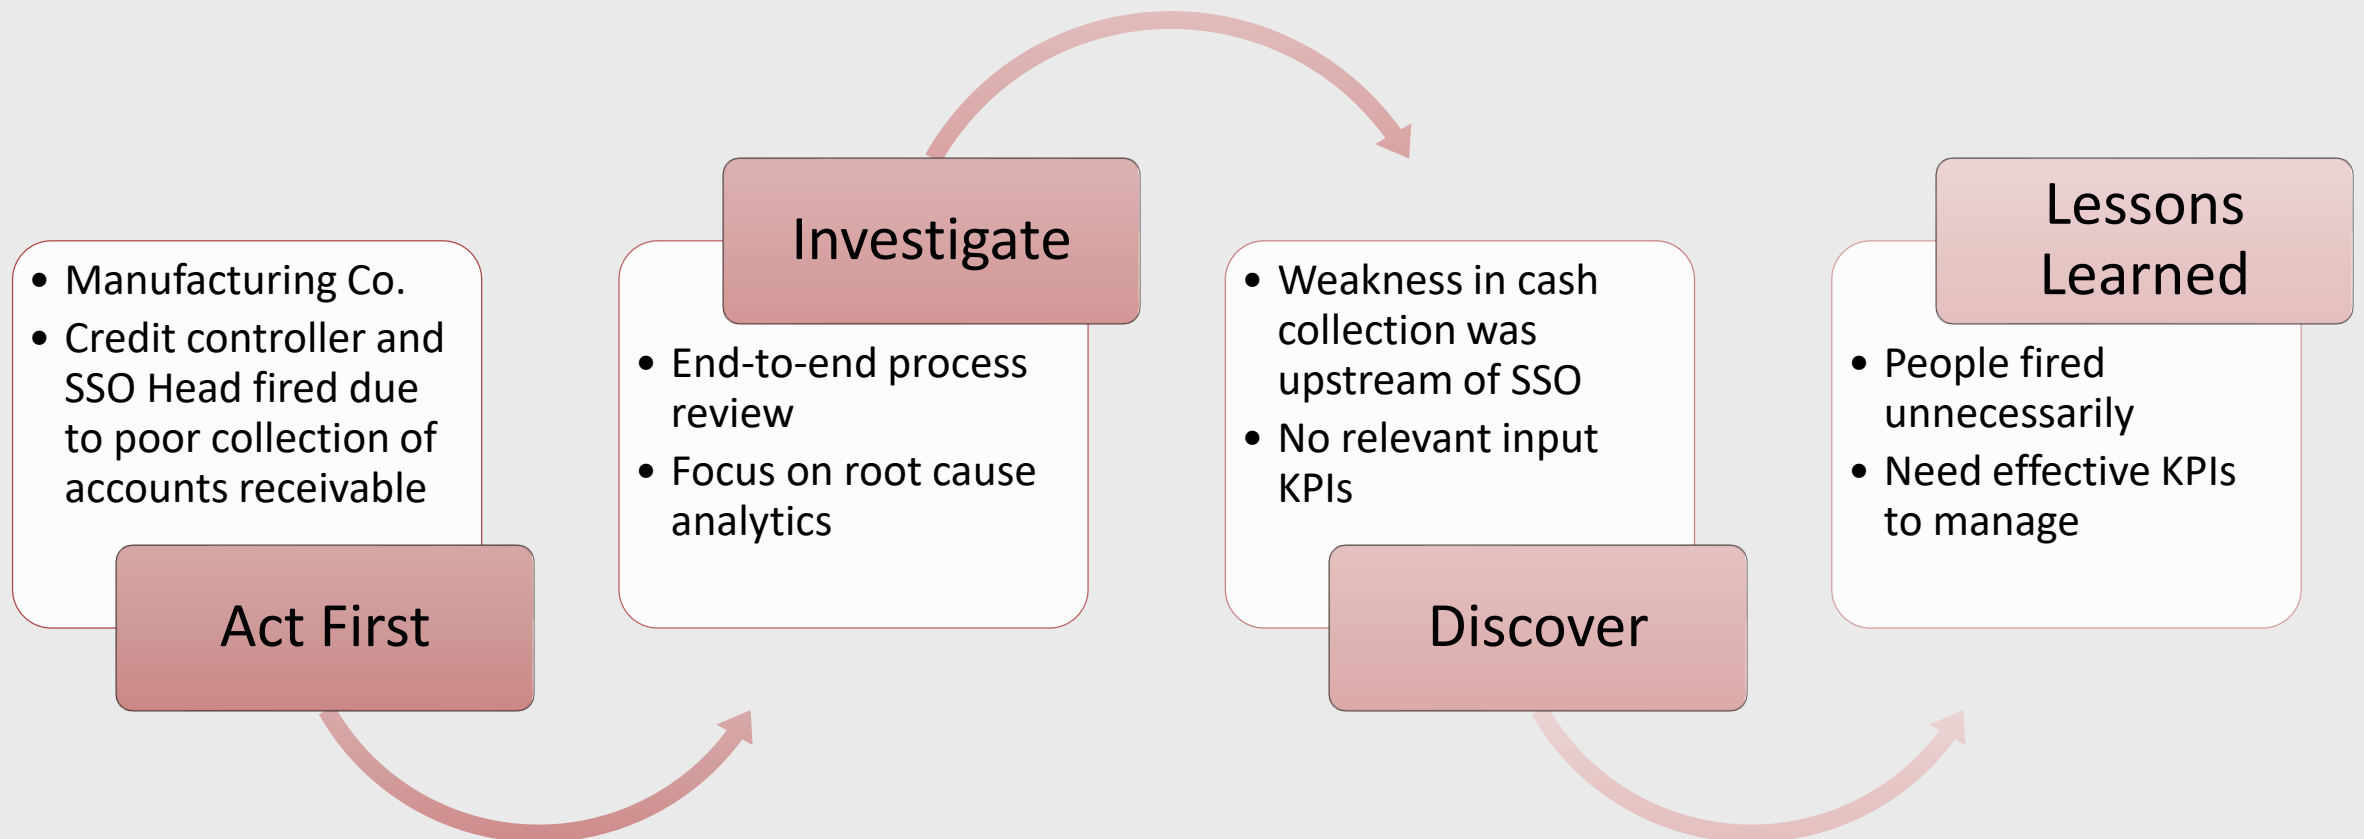 • Manufacturing Co.
• Credit controller and
SSO Head fired due
to poor collection of
accounts receivable
Act First
Investigate
• End-to-end process
review
• Focus on root cause
analytics
• Weakness in cash
collection was
upstream of SSO
• No relevant input
KPIs
Discover
Lessons
Learned
• People fired
unnecessarily
• Need effective KPIs
to manage